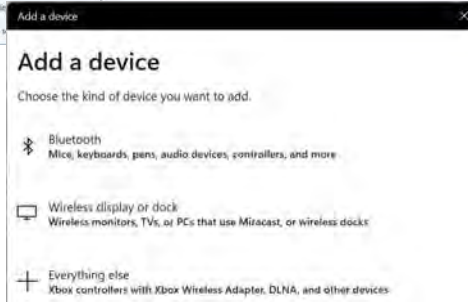 Add a device
Add a device
Choose the kind of device you want to add.
Bluetooth
Mice, keyboards, pens, audio devices, controllers, and more
Wireless display or dock
Wireless monitors, TVs, or PCs that use Miracast, or wireless docks
Everything else
Xbox controllers with Xbox Wireless Adapter, DLNA, and other devices